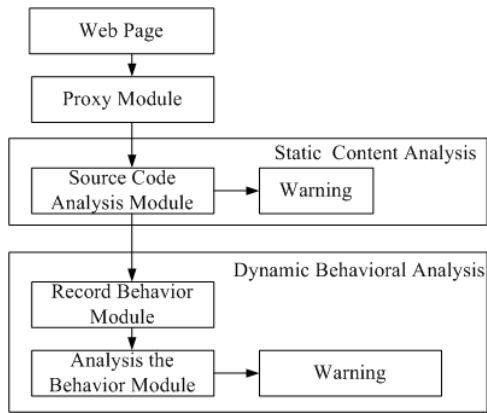 Web Page
Proxy Module
Static Content Analysis
Source Code
Analysis Module
Warning
Dynamic Behavioral Analysis
Record Behavior
Module
Analysis the
Behavior Module
Warning